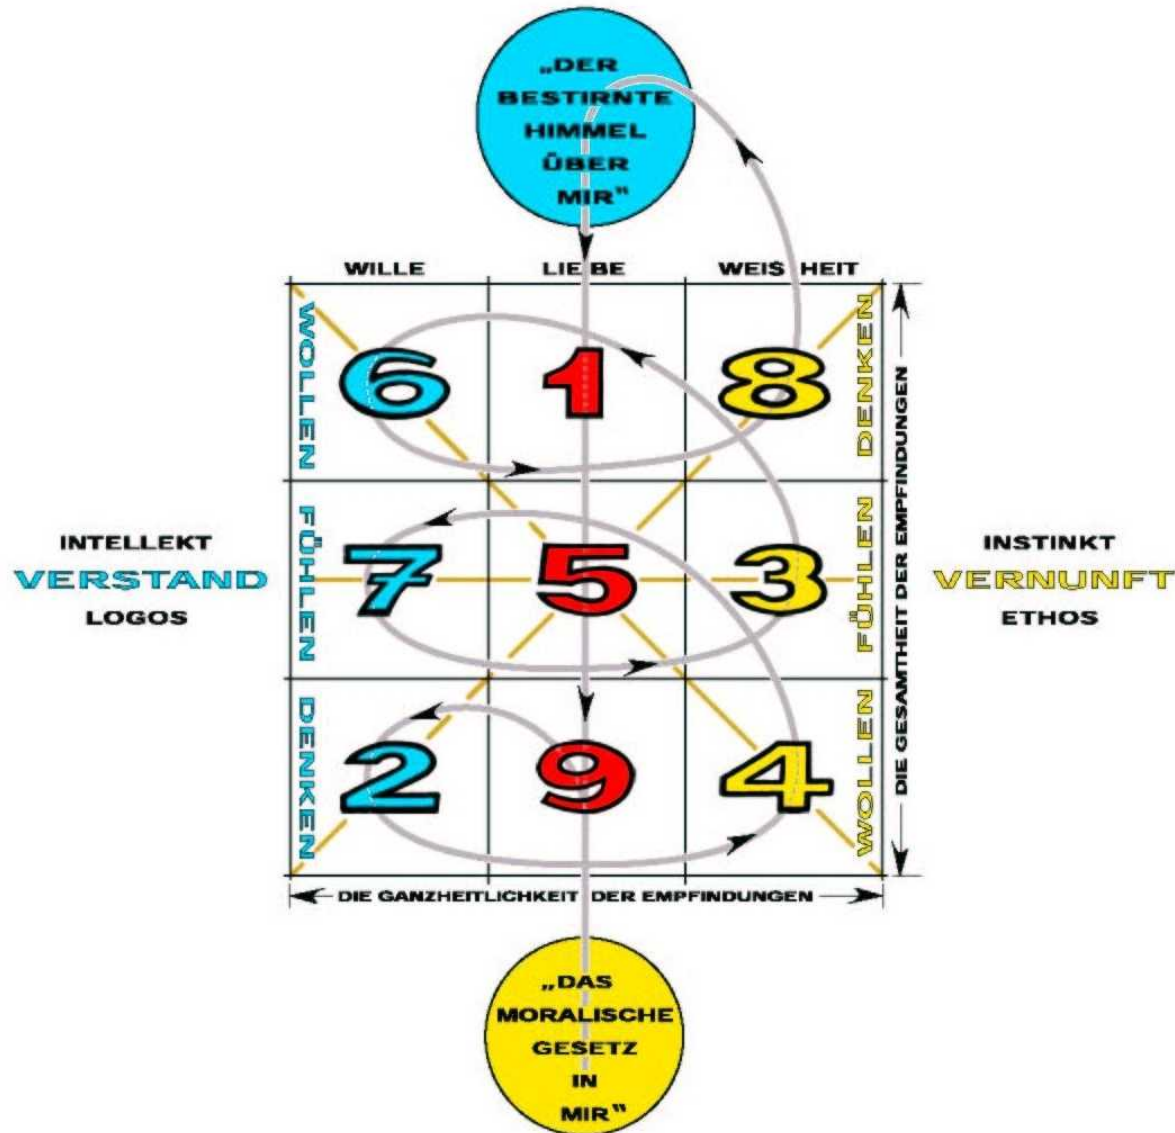 „DER
BESTIRNTE
HIMMEL
ÜBER
MIR"
WILLE LIEBE WEISHEIT
WOLLEN 6 1 8 DENKEN
INTELLEKT
VERSTAND
LOGOS
FÜHLEN 7 5 3 FÜHLEN
INSTINKT
VERNUNFT
ETHOS
DENKEN 2 9 4 WOLLEN
DIE GESAMTHEIT DER EMPFINDUNGEN
DIE GANZHEITLICHKEIT DER EMPFINDUNGEN
„DAS
MORALISCHE
GESETZ
IN
MIR"